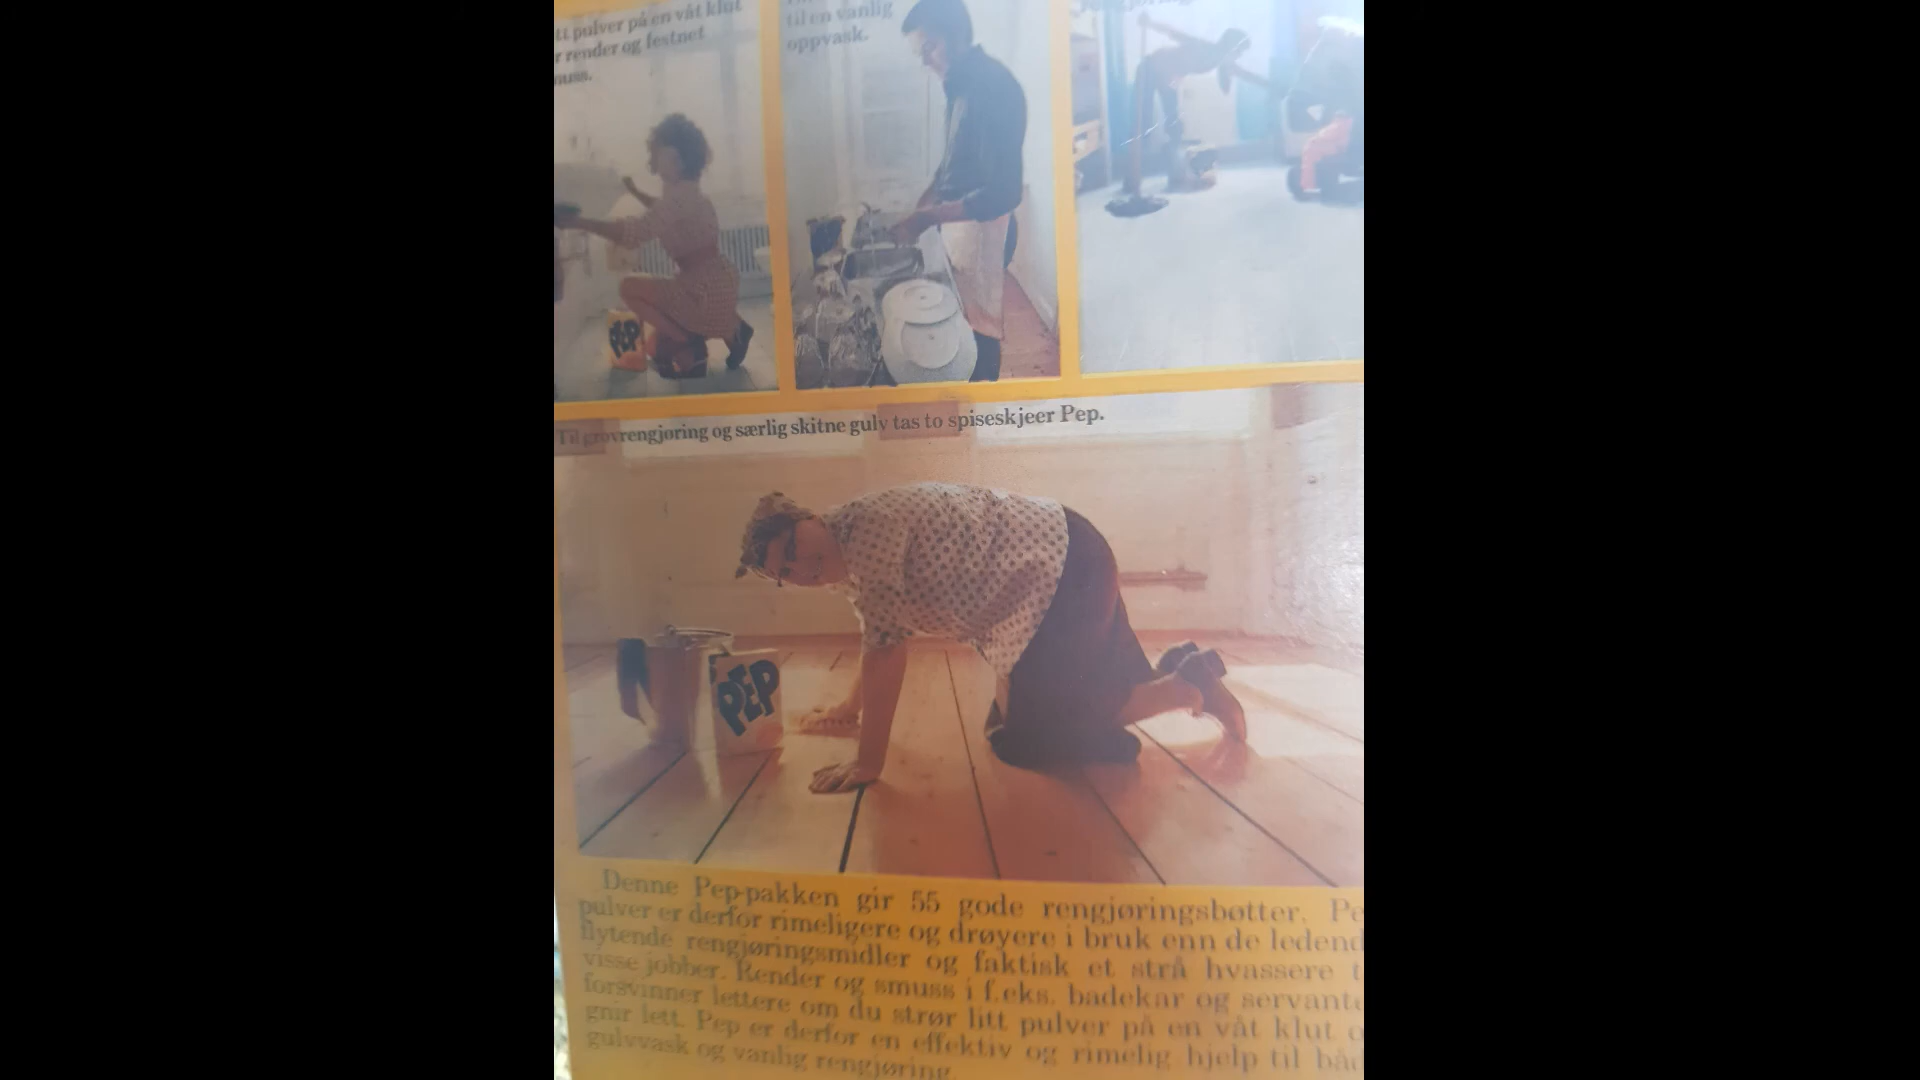 pulver på en våt klut
render og festnet
til en vanlig
oppvask.
PEP
Til grovrengjøring og særlig skitne gulv tas to spiseskjeer Pep.
PEP
Denne Pep-pakken gir 55 gode rengjøringsbøtter. Pe
pulver er derfor rimeligere og drøyere i bruk enn de ledend
flytende rengjøringsmidler og faktisk et strå hvassere t
visse jobber. Render og smuss i f.eks. badekar og servante
forsvinner lettere om du strør litt pulver på en våt klut o
gnir lett. Pep er derfor en effektiv og rimelig hjelp til båd
gulvvask og vanlig rengjøring.